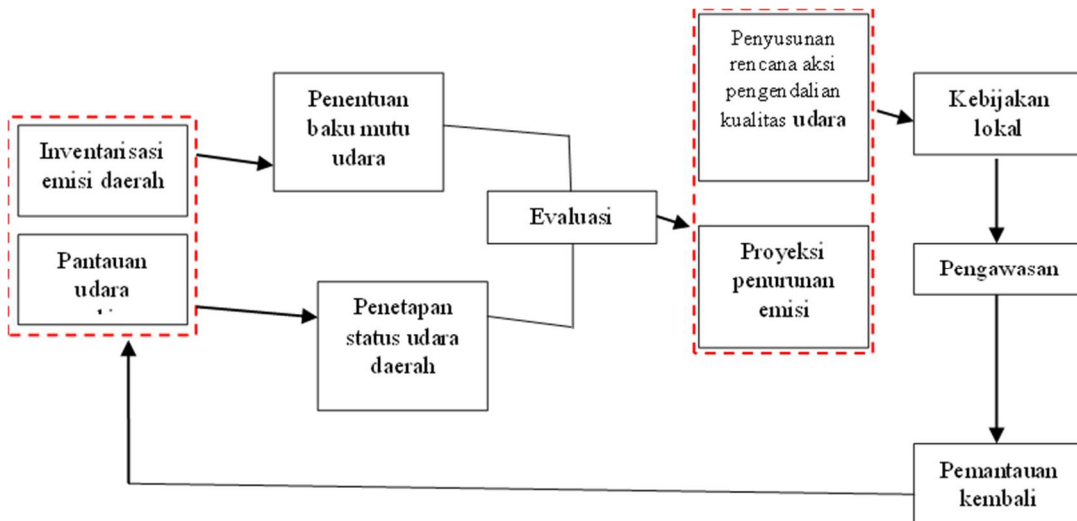 Inventarisasi
emisi daerah
Pantauan
udara
Penentuan
baku mutu
udara
Penetapan
status udara
daerah
Evaluasi
Penyusunan
rencana aksi
pengendalian
kualitas udara
Proyeksi
penurunan
emisi
Kebijakan
lokal
Pengawasan
Pemantauan
kembali